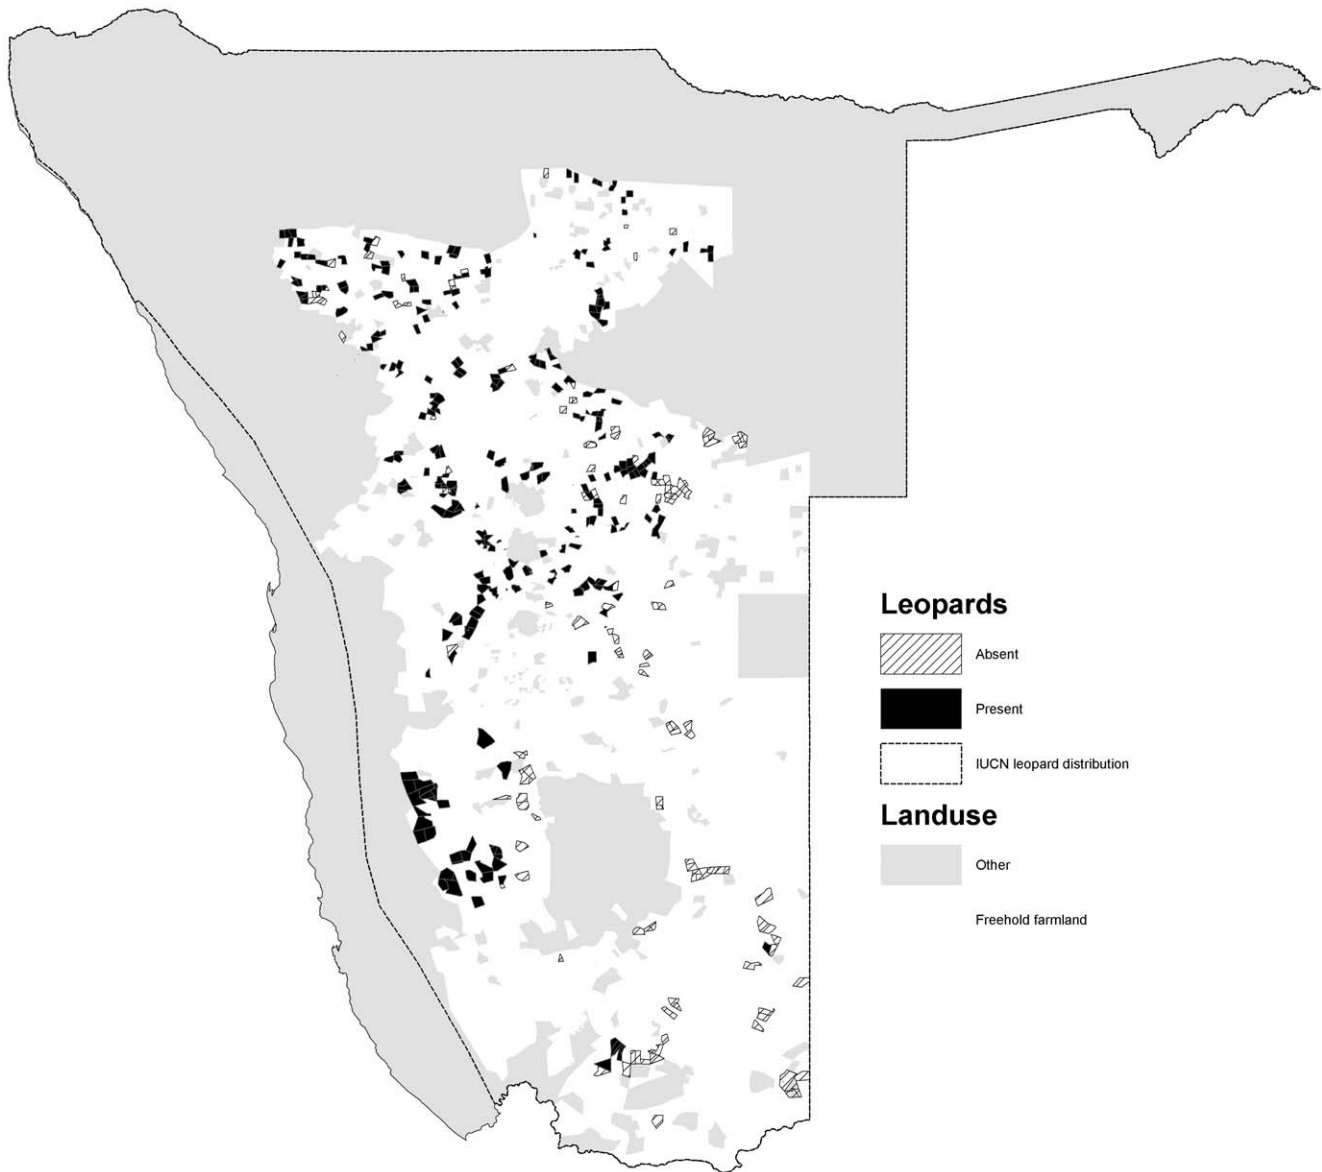 Leopards
Absent
Present
IUCN leopard distribution
Landuse
Other
Freehold farmland